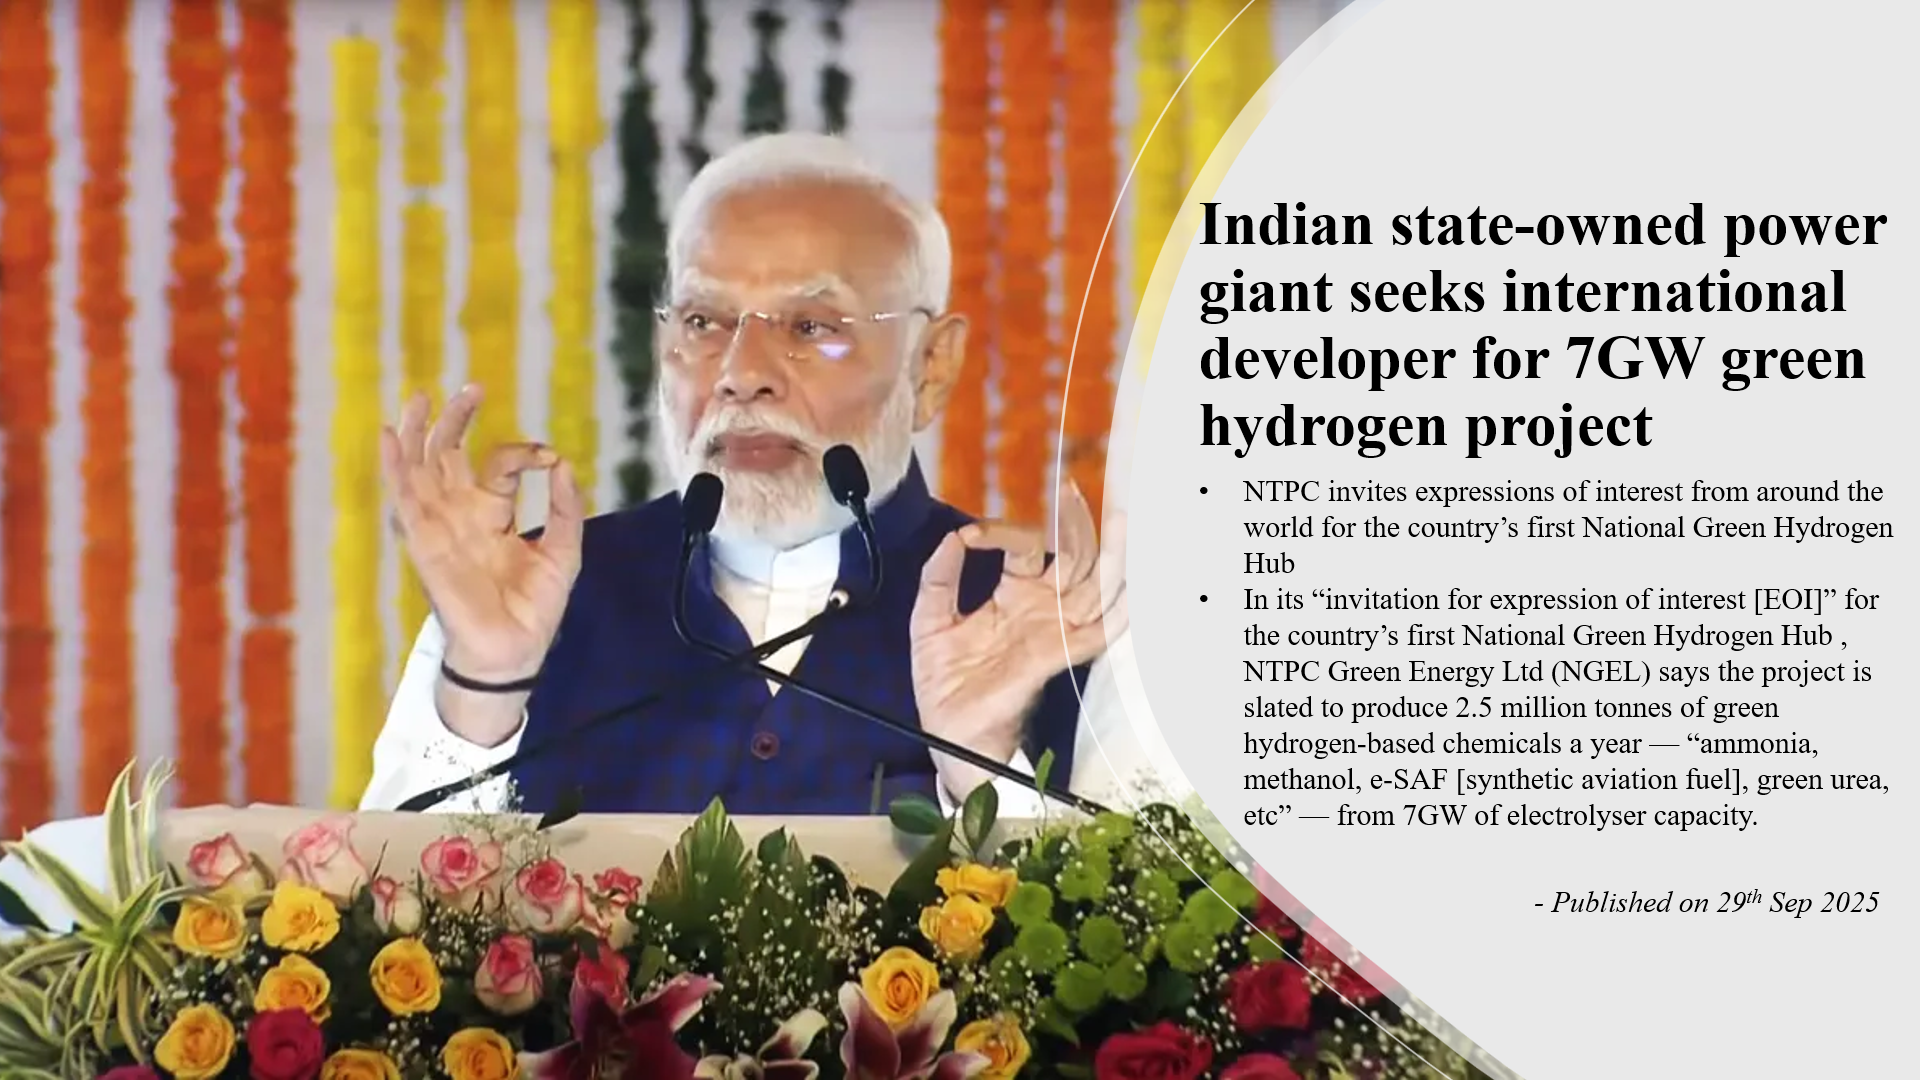 Indian state-owned power
giant seeks international
developer for 7GW green
hydrogen project
• NTPC invites expressions of interest from around the
world for the country’s first National Green Hydrogen
Hub
• In its “invitation for expression of interest [EOI]” for
the country’s first National Green Hydrogen Hub ,
NTPC Green Energy Ltd (NGEL) says the project is
slated to produce 2.5 million tonnes of green
hydrogen-based chemicals a year — “ammonia,
methanol, e-SAF [synthetic aviation fuel], green urea,
etc” — from 7GW of electrolyser capacity.
- Published on 29th Sep 2025